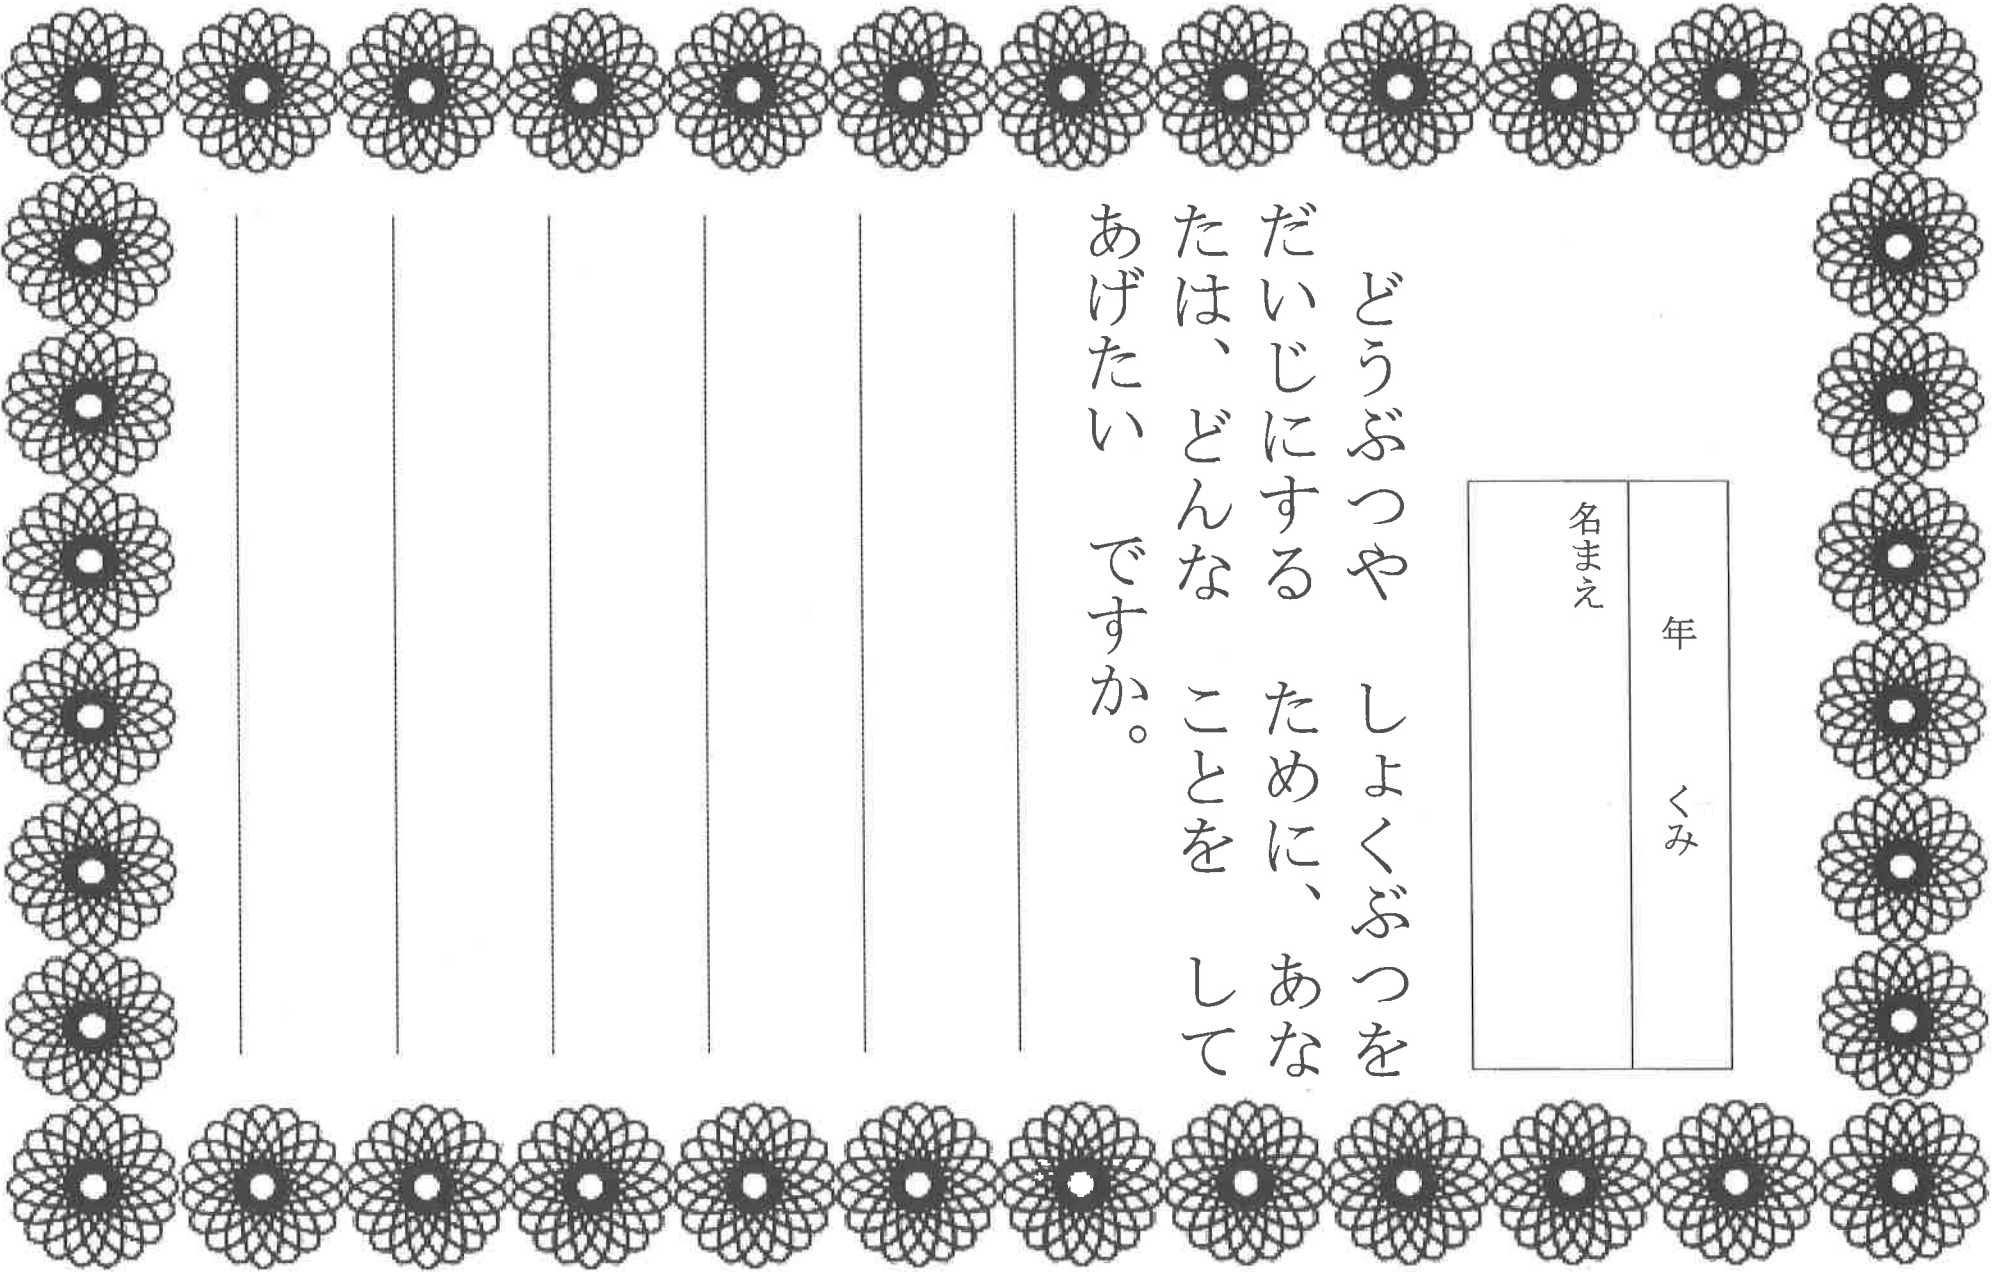 年　くみ
名まえ
どうぶつや　しょくぶつを
だいじにする　ために、あな
たは、どんな　ことを　して
あげたい　ですか。